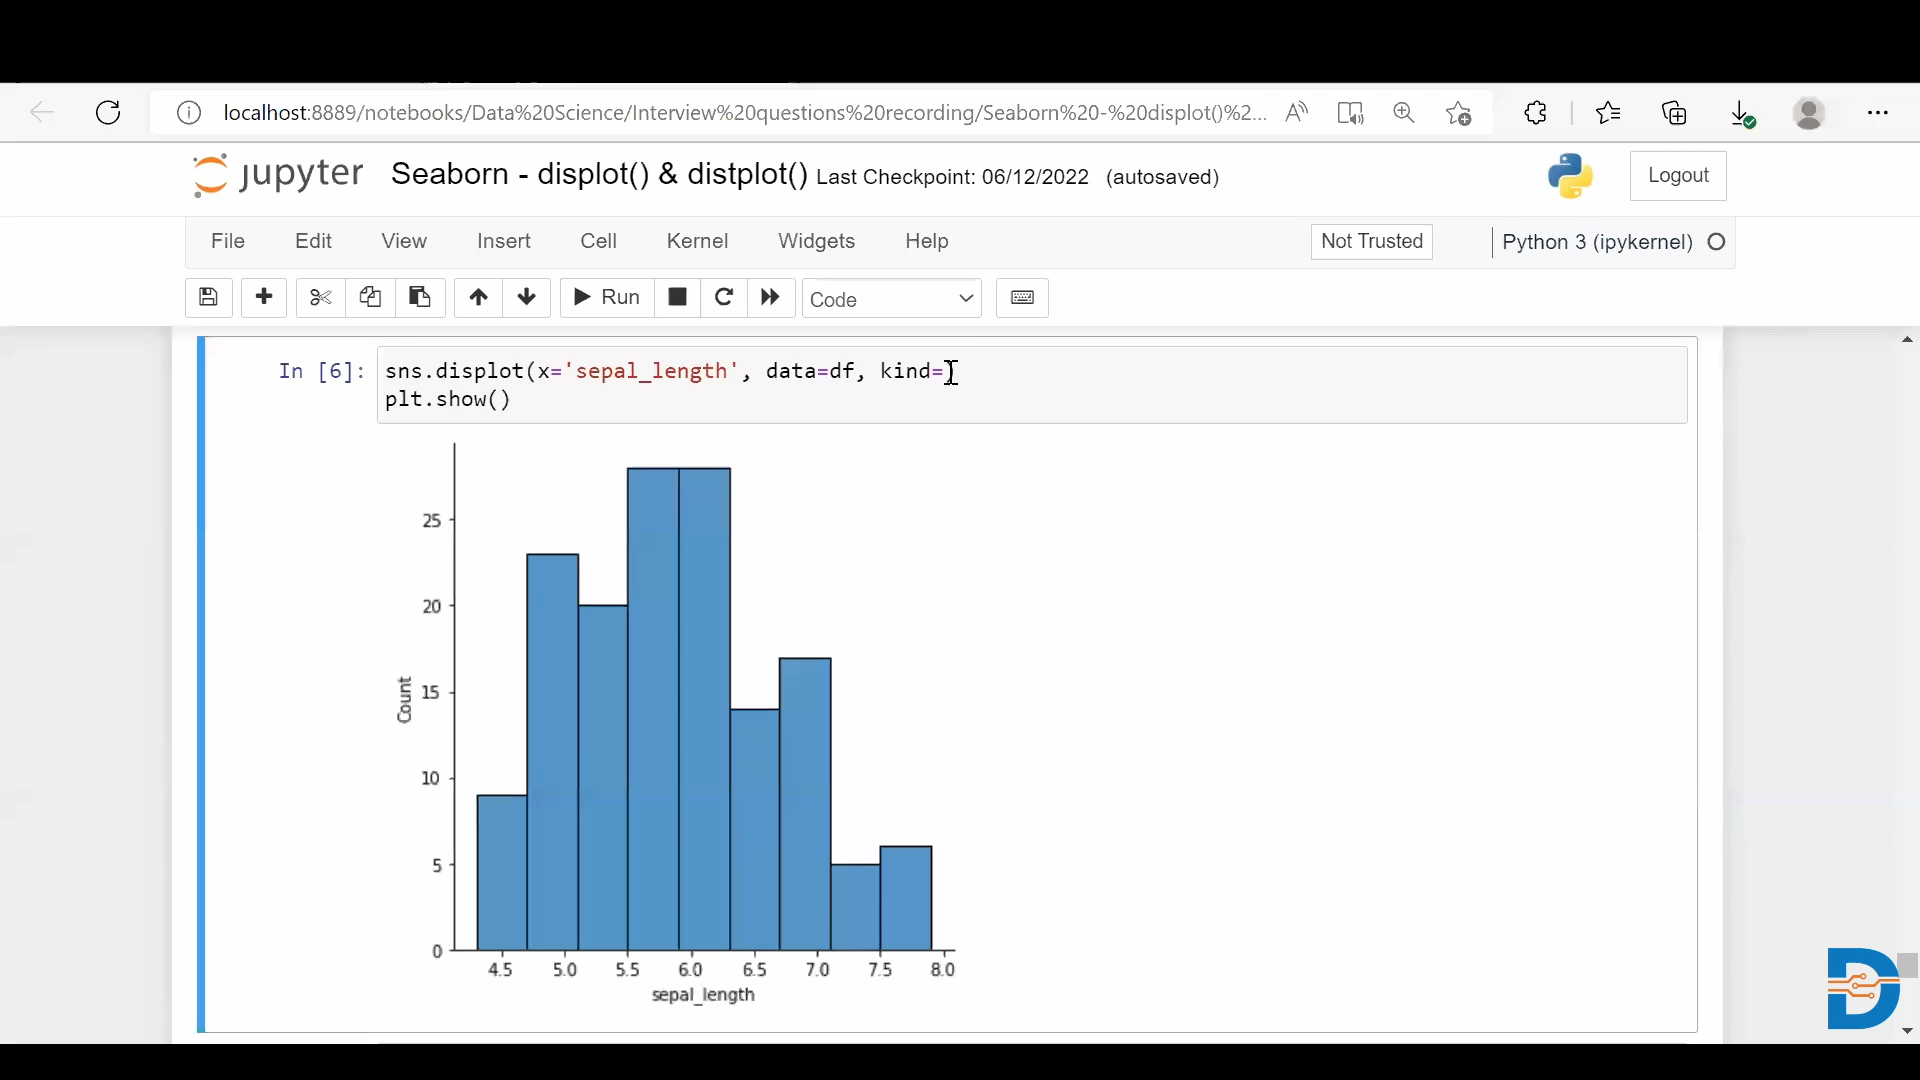 localhost:8889/notebooks/Data%20Science/Interview%20questions%20recording/Seaborn%20-%20displot()%2...
jupyter Seaborn - displot() & distplot() Last Checkpoint: 06/12/2022 (autosaved)
Logout
File Edit View Insert Cell Kernel Widgets Help
Not Trusted
Python 3 (ipykernel)
Run
Code
In [6]: sns.displot(x='sepal_length', data=df, kind=)
plt.show()
25
20
15
10
5
0
Count
4.5 5.0 5.5 6.0 6.5 7.0 7.5 8.0
sepal_length